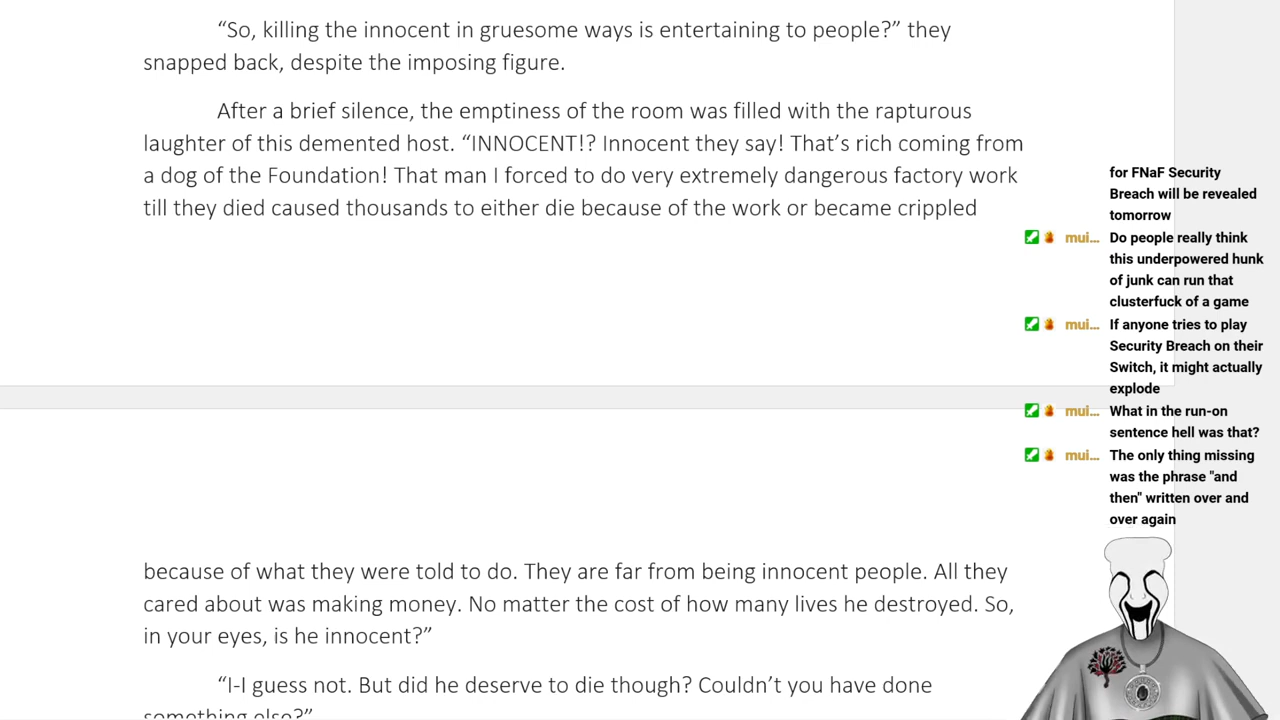 “So, killing the innocent in gruesome ways is entertaining to people?” they
snapped back, despite the imposing figure.
After a brief silence, the emptiness of the room was filled with the rapturous
laughter of this demented host. “INNOCENT!? Innocent they say! That’s rich coming from
a dog of the Foundation! That man I forced to do very extremely dangerous factory work
till they died caused thousands to either die because of the work or became crippled
because of what they were told to do. They are far from being innocent people. All they
cared about was making money. No matter the cost of how many lives he destroyed. So,
in your eyes, is he innocent?”
“I-I guess not. But did he deserve to die though? Couldn’t you have done
something else?”
for FNaF Security
Breach will be revealed
tomorrow
mui... Do people really think
this underpowered hunk
of junk can run that
clusterfuck of a game
mui... If anyone tries to play
Security Breach on their
Switch, it might actually
explode
mui... What in the run-on
sentence hell was that?
mui... The only thing missing
was the phrase "and
then" written over and
over again